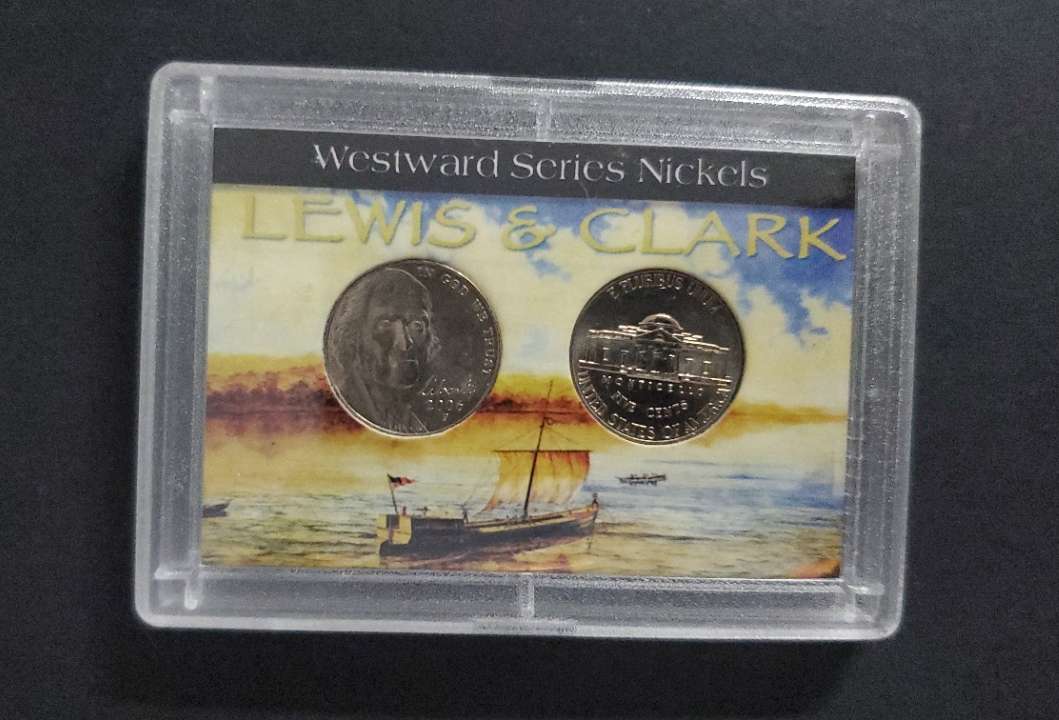 Westward Series Nickels
LEWIS & CLARK
IN GOD WE TRUST
Liberty
2006
E PLURIBUS UNUM
MONTICELLO
FIVE CENTS
UNITED STATES OF AMERICA